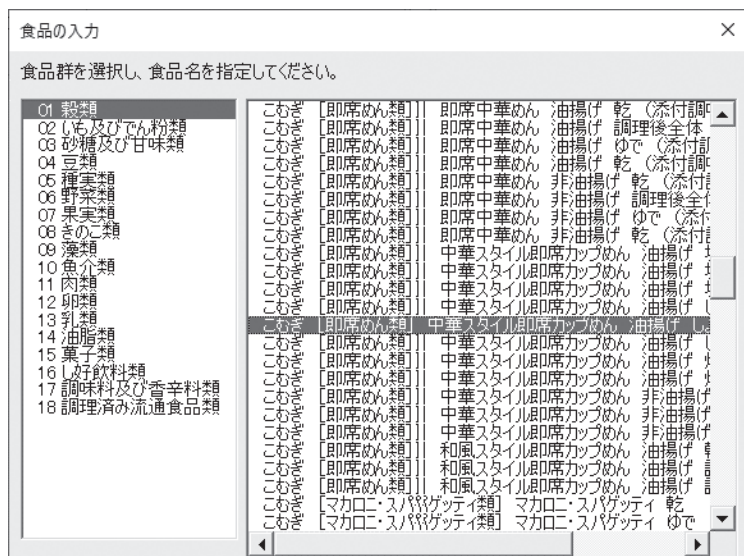 食品の入力
食品群を選択し、食品名を指定してください。
01 穀類
02 いも及びでん粉類
03 砂糖及び甘味類
04 豆類
05 種実類
06 野菜類
07 果実類
08 きのこ類
09 藻類
10 魚介類
11 肉類
12 卵類
13 乳類
14 油脂類
15 菓子類
16 し好飲料類
17 調味料及び香辛料類
18 調理済み流通食品類
こむぎ [即席めん類]|| 即席中華めん 油揚げ 乾 (添付調
こむぎ [即席めん類]|| 即席中華めん 油揚げ 調理後全体
こむぎ [即席めん類]|| 即席中華めん 油揚げ ゆで (添付
こむぎ [即席めん類]|| 即席中華めん 油揚げ 乾 (添付調
こむぎ [即席めん類]|| 即席中華めん 非油揚げ 乾 (添付
こむぎ [即席めん類]|| 即席中華めん 非油揚げ 調理後全
こむぎ [即席めん類]|| 即席中華めん 非油揚げ ゆで (添
こむぎ [即席めん類]|| 即席中華めん 非油揚げ 乾 (添付
こむぎ [即席めん類]|| 中華スタイル即席カップめん 油揚げ
こむぎ [即席めん類]|| 中華スタイル即席カップめん 油揚げ
こむぎ [即席めん類]|| 中華スタイル即席カップめん 油揚げ
こむぎ [即席めん類] 中華スタイル即席カップめん 油揚げ しょ
こむぎ [即席めん類]|| 中華スタイル即席カップめん 油揚げ し
こむぎ [即席めん類]|| 中華スタイル即席カップめん 油揚げ
こむぎ [即席めん類]|| 中華スタイル即席カップめん 油揚げ
こむぎ [即席めん類]|| 中華スタイル即席カップめん 非油揚げ
こむぎ [即席めん類]|| 中華スタイル即席カップめん 非油揚げ
こむぎ [即席めん類]|| 中華スタイル即席カップめん 非油揚げ
こむぎ [即席めん類]|| 和風スタイル即席カップめん 油揚げ
こむぎ [即席めん類]|| 和風スタイル即席カップめん 油揚げ
こむぎ [即席めん類]|| 和風スタイル即席カップめん 油揚げ
こむぎ [マカロニ・スパゲッティ類] マカロニ・スパゲッティ 乾
こむぎ [マカロニ・スパゲッティ類] マカロニ・スパゲッティ ゆで